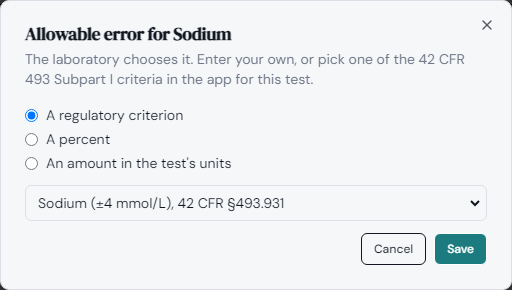 Allowable error for Sodium
The laboratory chooses it. Enter your own, or pick one of the 42 CFR
493 Subpart I criteria in the app for this test.
A regulatory criterion
A percent
An amount in the test's units
Sodium (±4 mmol/L), 42 CFR §493.931
Cancel
Save